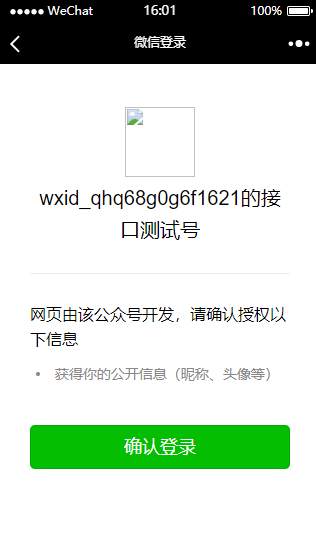 ●●●●● WeChat 16:01 100%
微信登录
wxid_qhq68g0g6f1621的接
口测试号
网页由该公众号开发，请确认授权以
下信息
• 获得你的公开信息（昵称、头像等）
确认登录